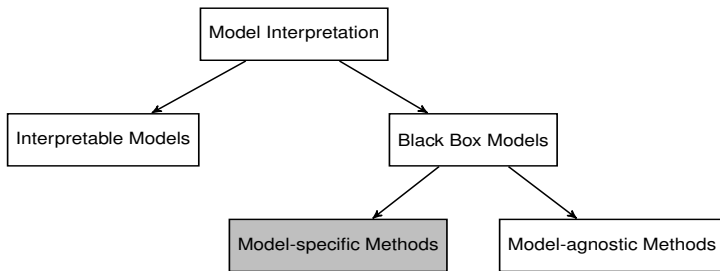 Model Interpretation
Interpretable Models
Black Box Models
Model-specific Methods
Model-agnostic Methods